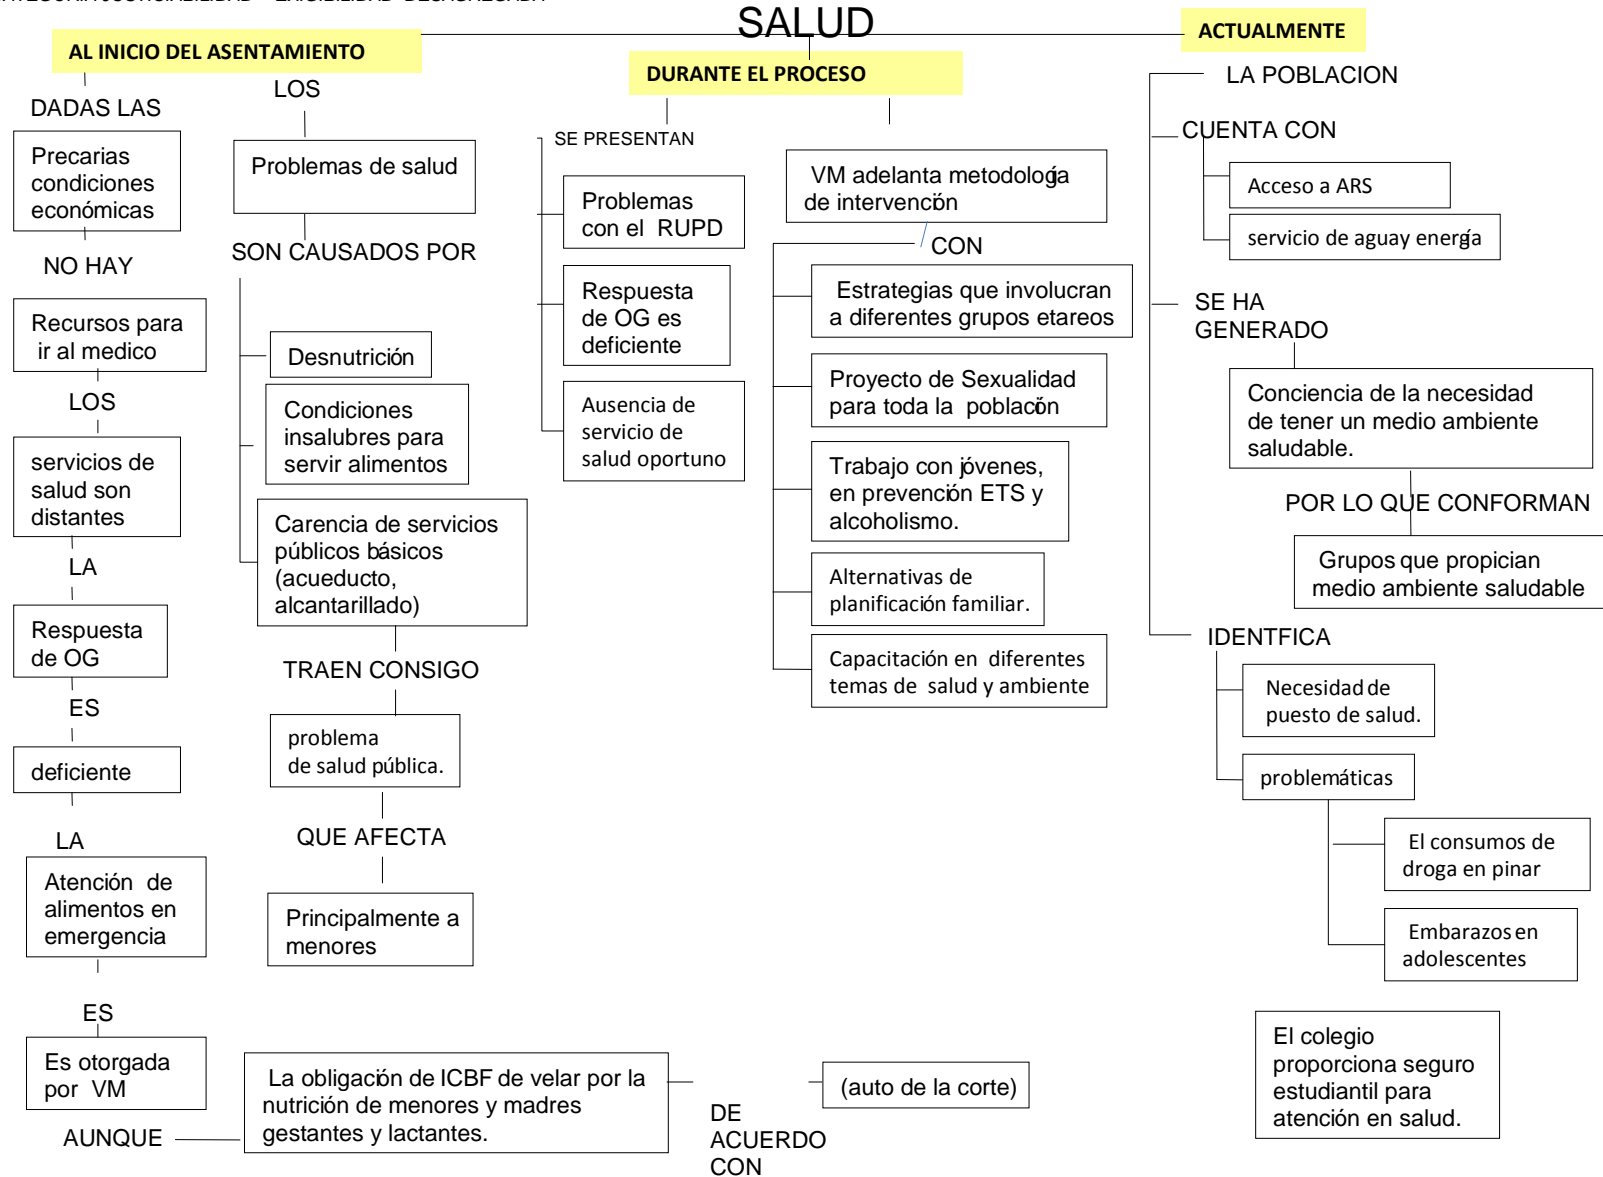 SALUD
AL INICIO DEL ASENTAMIENTO
DADAS LAS
Precarias
condiciones
económicas
NO HAY
Recursos para
ir al medico
LOS
servicios de
salud son
distantes
LA
Respuesta
de OG
ES
deficiente
LA
Atención de
alimentos en
emergencia
ES
Es otorgada
por VM
AUNQUE
La obligación de ICBF de velar por la
nutrición de menores y madres
gestantes y lactantes.
DE
ACUERDO
CON
(auto de la corte)
LOS
Problemas de salud
SON CAUSADOS POR
Desnutrición
Condiciones
insalubres para
servir alimentos
Carencia de servicios
públicos básicos
(acueducto,
alcantarillado)
TRAEN CONSIGO
problema
de salud pública.
QUE AFECTA
Principalmente a
menores
DURANTE EL PROCESO
SE PRESENTAN
Problemas
con el RUPD
Respuesta
de OG es
deficiente
Ausencia de
servicio de
salud oportuno
VM adelanta metodología
de intervención
CON
Estrategias que involucran
a diferentes grupos etareos
Proyecto de Sexualidad
para toda la población
Trabajo con jóvenes,
en prevención ETS y
alcoholismo.
Alternativas de
planificación familiar.
Capacitación en diferentes
temas de salud y ambiente
ACTUALMENTE
LA POBLACION
CUENTA CON
Acceso a ARS
servicio de aguay energía
SE HA
GENERADO
Conciencia de la necesidad
de tener un medio ambiente
saludable.
POR LO QUE CONFORMAN
Grupos que propician
medio ambiente saludable
IDENTFICA
Necesidad de
puesto de salud.
problemáticas
El consumos de
droga en pinar
Embarazos en
adolescentes
El colegio
proporciona seguro
estudiantil para
atención en salud.